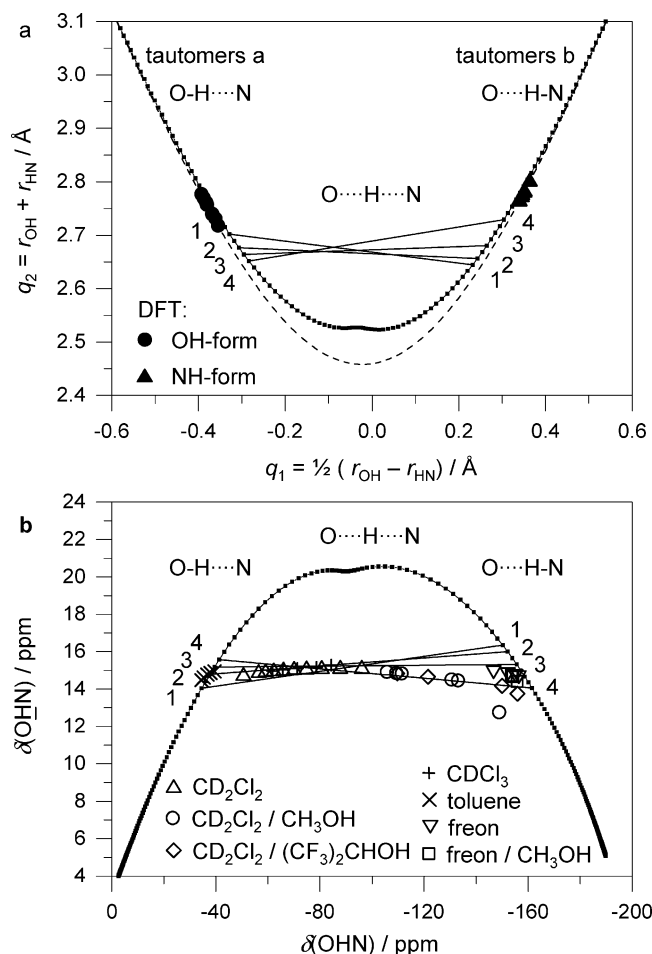 a
3.1
3.0
2.9
2.8
2.7
2.6
2.5
2.4
q₂ = r_OH + r_HN / Å
tautomers a
tautomers b
O-H····N
O····H-N
O····H····N
1
2
3
4
4
3
2
1
DFT:
OH-form
NH-form
-0.6 -0.4 -0.2 0.0 0.2 0.4 0.6
q₁ = ½ ( r_OH – r_HN) / Å
b
24
22
20
18
16
14
12
10
8
6
4
δ(OHN) / ppm
O····H····N
O-H····N
O····H-N
4
3
2
1
1
2
3
4
CD₂Cl₂
CD₂Cl₂ / CH₃OH
CD₂Cl₂ / (CF₃)₂CHOH
CDCl₃
toluene
freon
freon / CH₃OH
0 -40 -80 -120 -160 -200
δ(OHN) / ppm